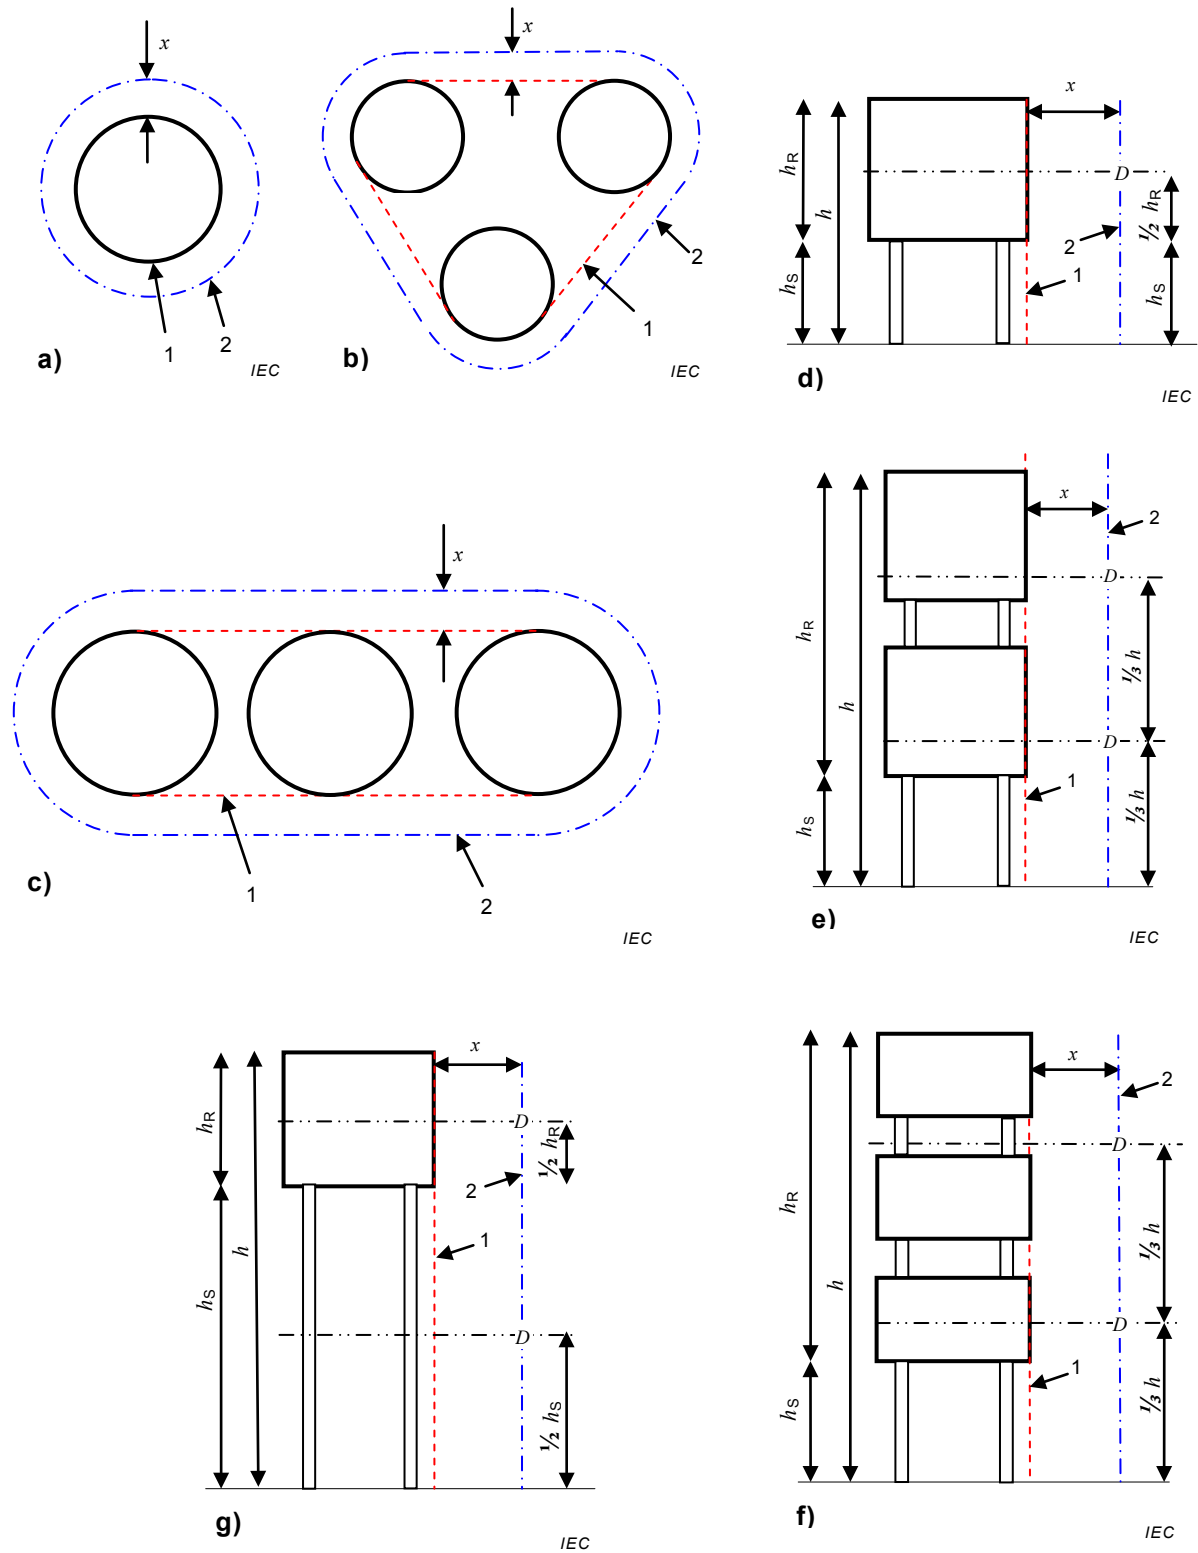 x
1
2
a)
IEC
x
2
1
b)
IEC
x
hR
h
D
½ hR
2
1
hS
hS
d)
IEC
x
1
2
c)
IEC
x
2
D
hR
h
⅓ h
D
1
hS
⅓ h
e)
IEC
x
hR
D
½ hR
2
1
h
hS
D
½ hS
g)
IEC
x
2
D
hR
h
⅓ h
D
1
hS
⅓ h
f)
IEC